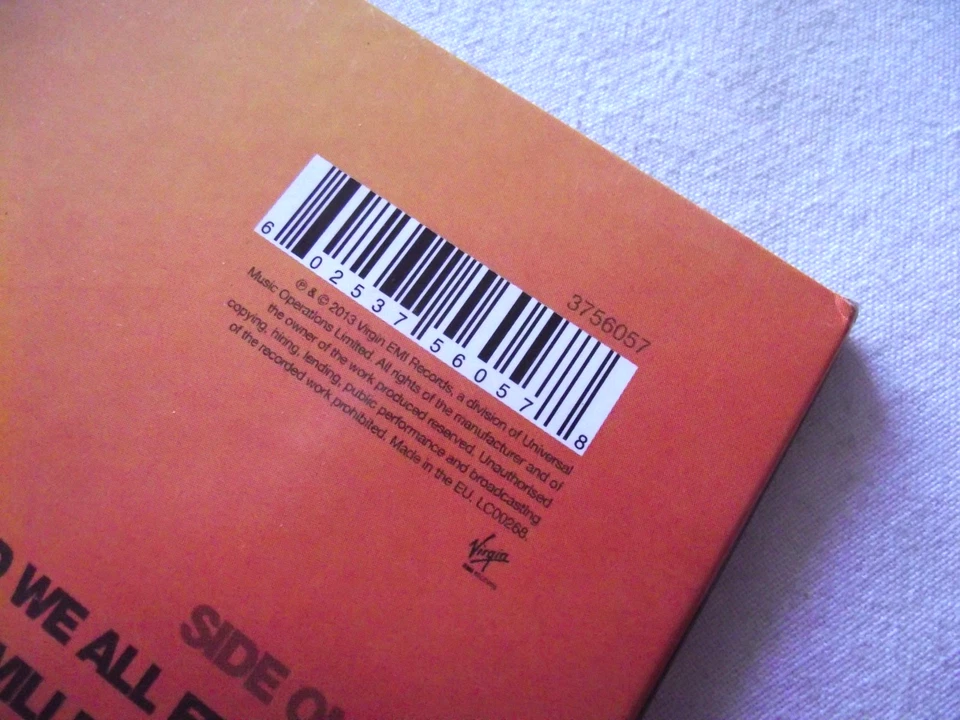 3756057
6 02537 56057 8
℗ & © 2013 Virgin EMI Records, a division of Universal
Music Operations Limited. All rights of the manufacturer and of
the owner of the work produced reserved. Unauthorised
copying, hiring, lending, public performance and broadcasting
of the recorded work prohibited. Made in the EU. LC00268.
Virgin
EMI RECORDS
SIDE
WE ALL